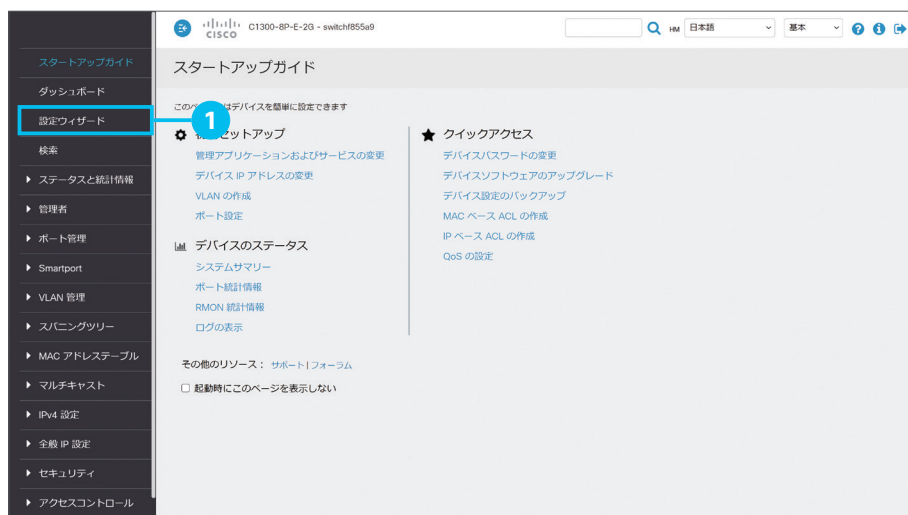 CISCO C1300-8P-E-2G - switchf855a9 HM 日本語 基本
スタートアップガイド
ダッシュボード
設定ウィザード
検索
ステータスと統計情報
管理者
ポート管理
Smartport
VLAN 管理
スパニングツリー
MAC アドレステーブル
マルチキャスト
IPv4 設定
全般 IP 設定
セキュリティ
アクセスコントロール
スタートアップガイド
はデバイスを簡単に設定できます
1
セットアップ
管理アプリケーションおよびサービスの変更
デバイス IP アドレスの変更
VLAN の作成
ポート設定
デバイスのステータス
システムサマリー
ポート統計情報
RMON 統計情報
ログの表示
クイックアクセス
デバイスパスワードの変更
デバイスソフトウェアのアップグレード
デバイス設定のバックアップ
MAC ベース ACL の作成
IP ベース ACL の作成
QoS の設定
その他のリソース： サポート | フォーラム
起動時にこのページを表示しない